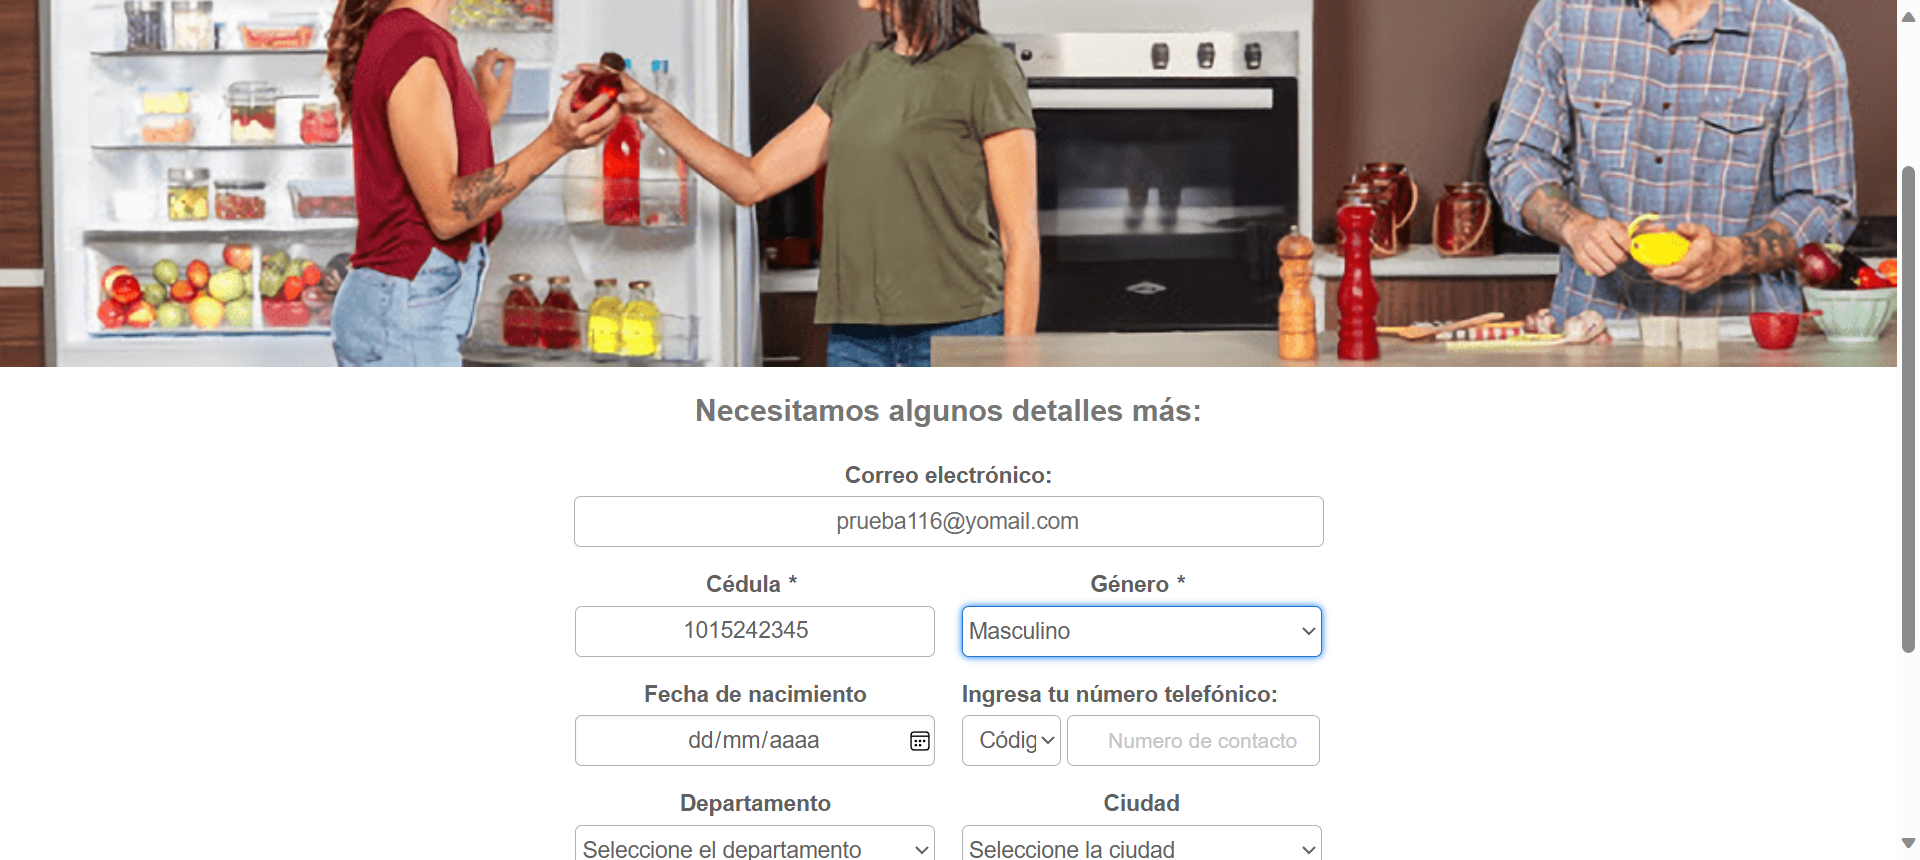 Necesitamos algunos detalles más:
Correo electrónico:
prueba116@yomail.com
Cédula *
Género *
1015242345
Masculino
Fecha de nacimiento
Ingresa tu número telefónico:
dd/mm/aaaa
Códig
Numero de contacto
Departamento
Ciudad
Seleccione el departamento
Seleccione la ciudad